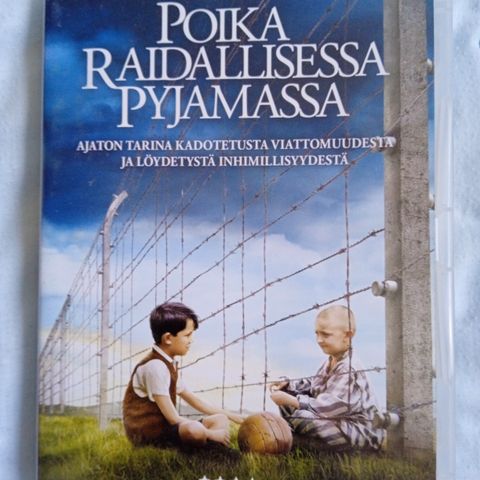 POIKA
RAIDALLISESSA
PYJAMASSA
AJATON TARINA KADOTETUSTA VIATTOMUUDESTA
JA LÖYDETYSTÄ INHIMILLISYYDESTÄ